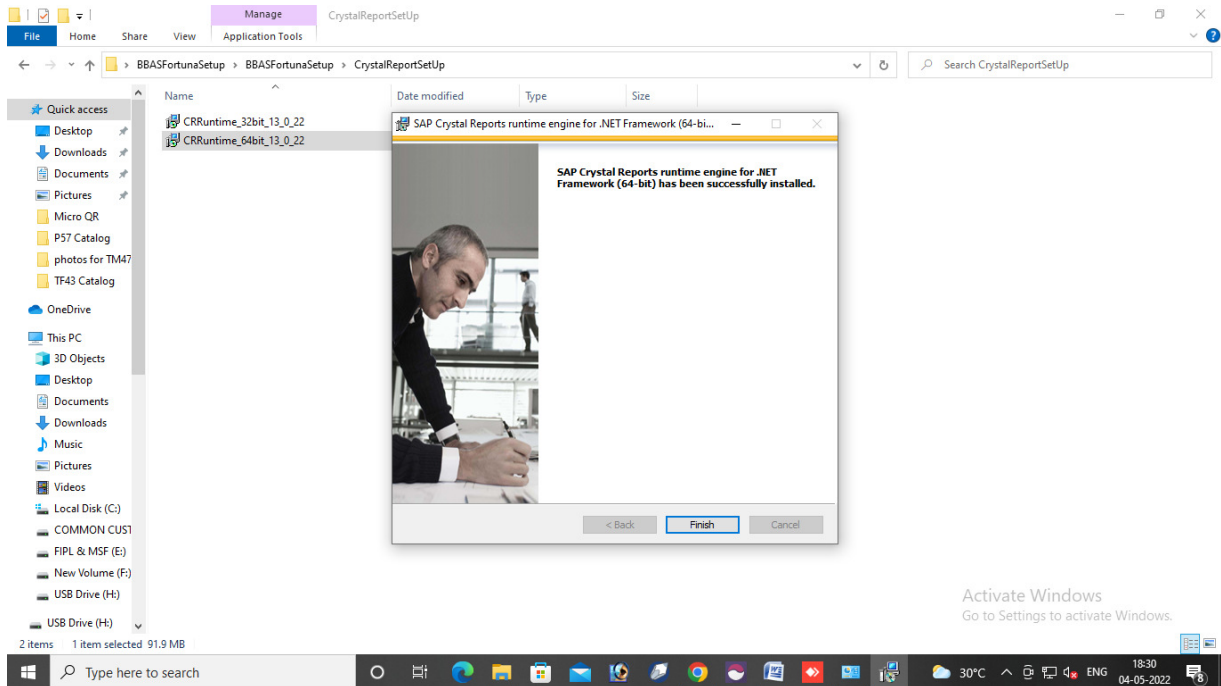 Manage
CrystalReportSetUp
File
Home
Share
View
Application Tools
BBASFortunaSetup > BBASFortunaSetup > CrystalReportSetUp
Search CrystalReportSetUp
Name
Date modified
Type
Size
Quick access
Desktop
Downloads
Documents
Pictures
Micro QR
P57 Catalog
photos for TM47
TF43 Catalog
OneDrive
This PC
3D Objects
Desktop
Documents
Downloads
Music
Pictures
Videos
Local Disk (C:)
COMMON CUST
FIPL & MSF (E:)
New Volume (F:)
USB Drive (H:)
USB Drive (H:)
CRRuntime_32bit_13_0_22
CRRuntime_64bit_13_0_22
SAP Crystal Reports runtime engine for .NET Framework (64-bi...
SAP Crystal Reports runtime engine for .NET
Framework (64-bit) has been successfully installed.
< Back
Finish
Cancel
Activate Windows
Go to Settings to activate Windows.
2 items
1 item selected 91.9 MB
Type here to search
30°C
ENG
18:30
04-05-2022
8